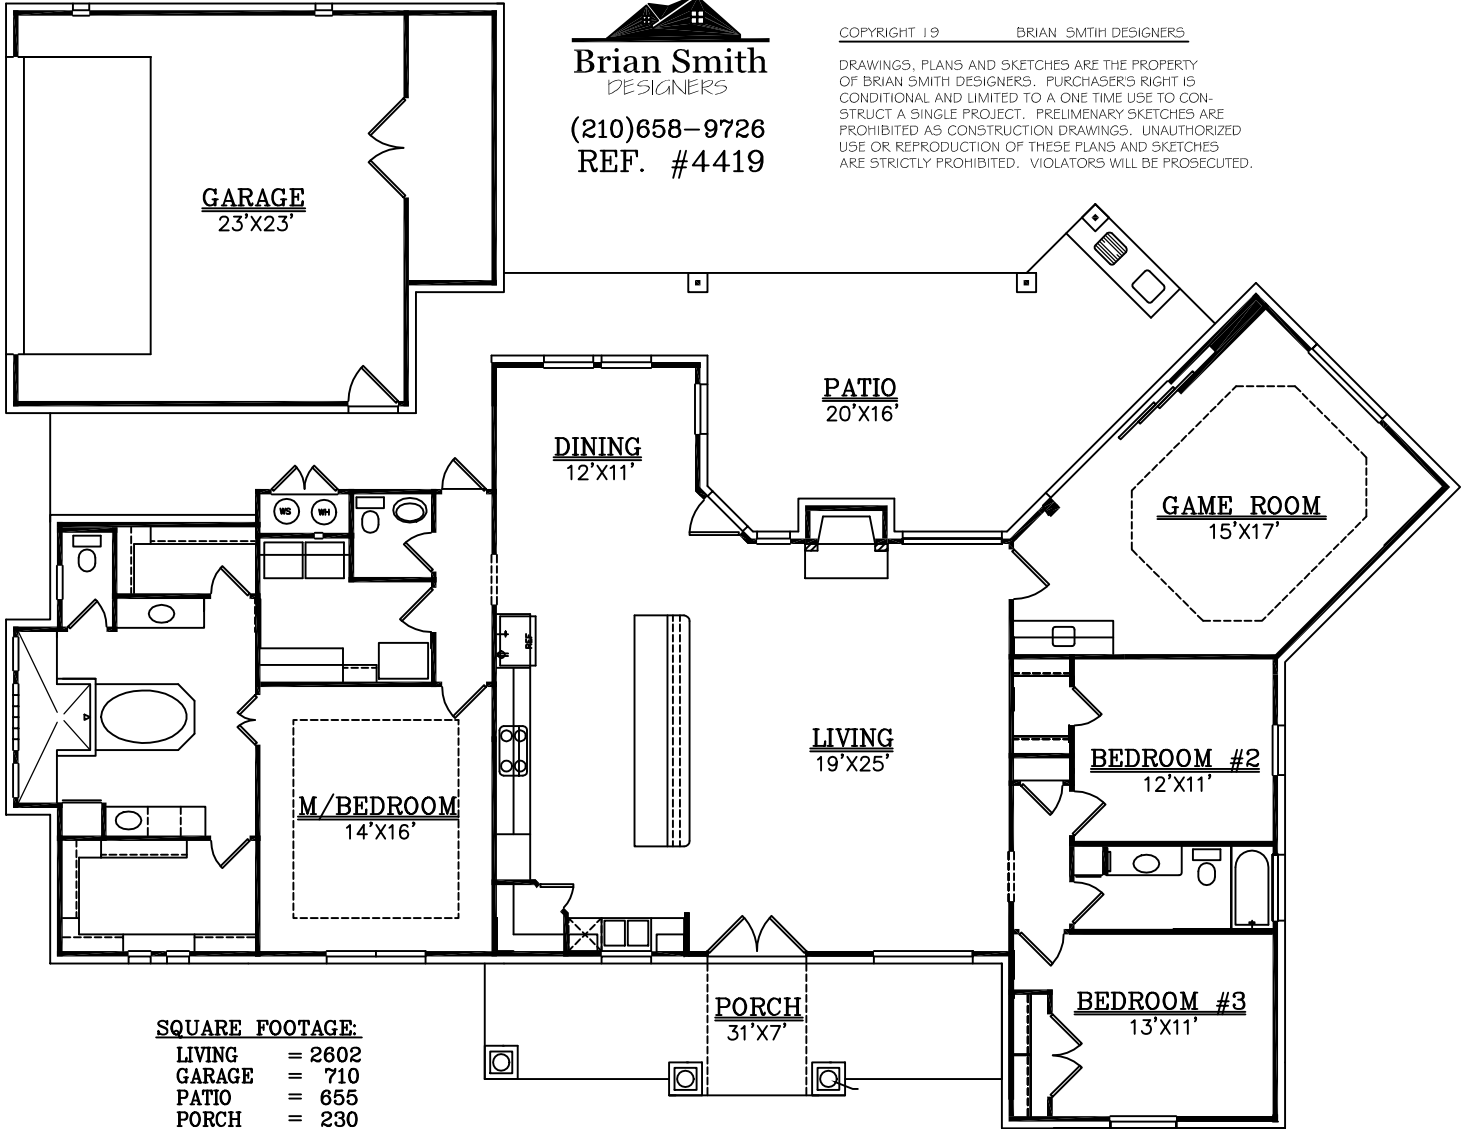 Brian Smith
DESIGNERS
(210)658-9726
REF. #4419
COPYRIGHT 19 BRIAN SMTIH DESIGNERS
DRAWINGS, PLANS AND SKETCHES ARE THE PROPERTY
OF BRIAN SMITH DESIGNERS. PURCHASER'S RIGHT IS
CONDITIONAL AND LIMITED TO A ONE TIME USE TO CON-
STRUCT A SINGLE PROJECT. PRELIMENARY SKETCHES ARE
PROHIBITED AS CONSTRUCTION DRAWINGS. UNAUTHORIZED
USE OR REPRODUCTION OF THESE PLANS AND SKETCHES
ARE STRICTLY PROHIBITED. VIOLATORS WILL BE PROSECUTED.
GARAGE
23'X23'
PATIO
20'X16'
DINING
12'X11'
GAME ROOM
15'X17'
WS
WH
REF.
LIVING
19'X25'
BEDROOM #2
12'X11'
M/BEDROOM
14'X16'
PORCH
31'X7'
BEDROOM #3
13'X11'
SQUARE FOOTAGE:
LIVING = 2602
GARAGE = 710
PATIO = 655
PORCH = 230